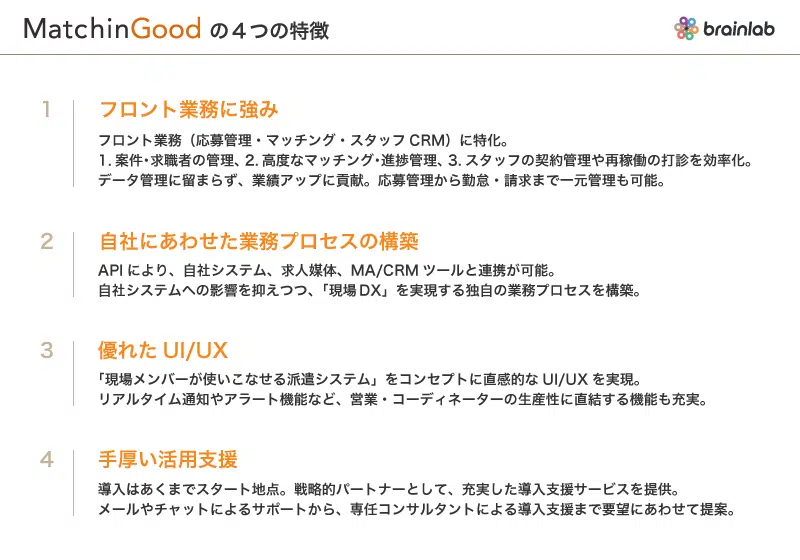 MatchinGood の４つの特徴
brainlab
1
フロント業務に強み
フロント業務（応募管理・マッチング・スタッフ CRM）に特化。
1. 案件・求職者の管理、2. 高度なマッチング・進捗管理、3. スタッフの契約管理や再稼働の打診を効率化。
データ管理に留まらず、業績アップに貢献。応募管理から勤怠・請求まで一元管理も可能。
2
自社にあわせた業務プロセスの構築
API により、自社システム、求人媒体、MA/CRM ツールと連携が可能。
自社システムへの影響を抑えつつ、「現場 DX」を実現する独自の業務プロセスを構築。
3
優れた UI/UX
「現場メンバーが使いこなせる派遣システム」をコンセプトに直感的な UI/UX を実現。
リアルタイム通知やアラート機能など、営業・コーディネーターの生産性に直結する機能も充実。
4
手厚い活用支援
導入はあくまでスタート地点。戦略的パートナーとして、充実した導入支援サービスを提供。
メールやチャットによるサポートから、専任コンサルタントによる導入支援まで要望にあわせて提案。